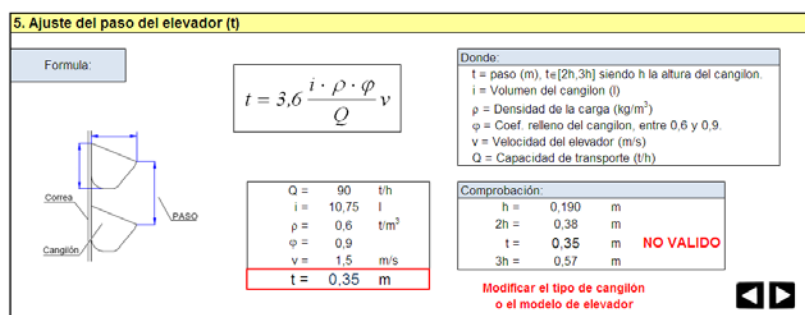 5. Ajuste del paso del elevador (t)
Formula:
t = 3,6 i · ρ · φ / Q v
Donde:
t = paso (m), t∈[2h,3h] siendo h la altura del cangilon.
i = Volumen del cangilon (l)
ρ = Densidad de la carga (kg/m³)
φ = Coef. relleno del cangilon, entre 0,6 y 0,9.
v = Velocidad del elevador (m/s)
Q = Capacidad de transporte (t/h)
Correa
Cangilón
PASO
Q = 90 t/h
i = 10,75 l
ρ = 0,6 t/m³
φ = 0,9
v = 1,5 m/s
t = 0,35 m
Comprobación:
h = 0,190 m
2h = 0,38 m
t = 0,35 m NO VALIDO
3h = 0,57 m
Modificar el tipo de cangilón
o el modelo de elevador